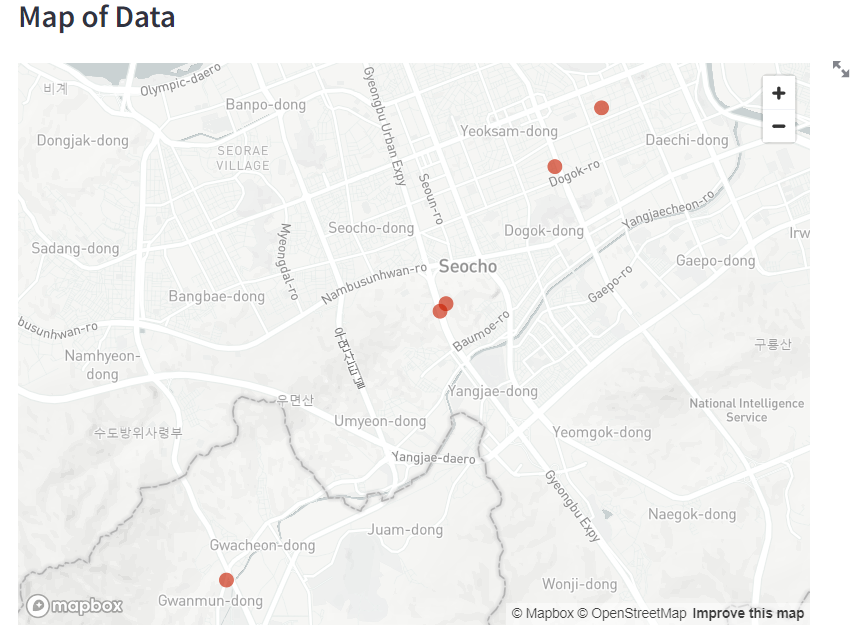 Map of Data
Olympic-daero
비계
Banpo-dong
Gyeongbu Urban Expy
Yeoksam-dong
Dongjak-dong
Daechi-dong
SEORAE
VILLAGE
Dogok-ro
Seoun-ro
Yangjaecheon-ro
Seocho-dong
Dogok-dong
Irw
Sadang-dong
Myeongdal-ro
Gaepo-dong
Seocho
Nambusunhwan-ro
Gaepo-ro
Bangbae-dong
busunhwan-ro
Baumoe-ro
구룡산
Namhyeon-
dong
Yangjae-dong
우면산
National Intelligence
Service
Umyeon-dong
수도방위사령부
Yeomgok-dong
Yangjae-daero
Gyeongbu Expy
Naegok-dong
Juam-dong
Gwacheon-dong
Wonji-dong
Gwanmun-dong
mapbox
© Mapbox © OpenStreetMap Improve this map